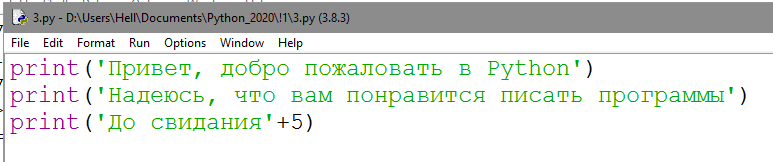 3.py - D:\Users\Hell\Documents\Python_2020\!1\3.py (3.8.3)
File Edit Format Run Options Window Help
print('Привет, добро пожаловать в Python')
print('Надеюсь, что вам понравится писать программы')
print('До свидания'+5)